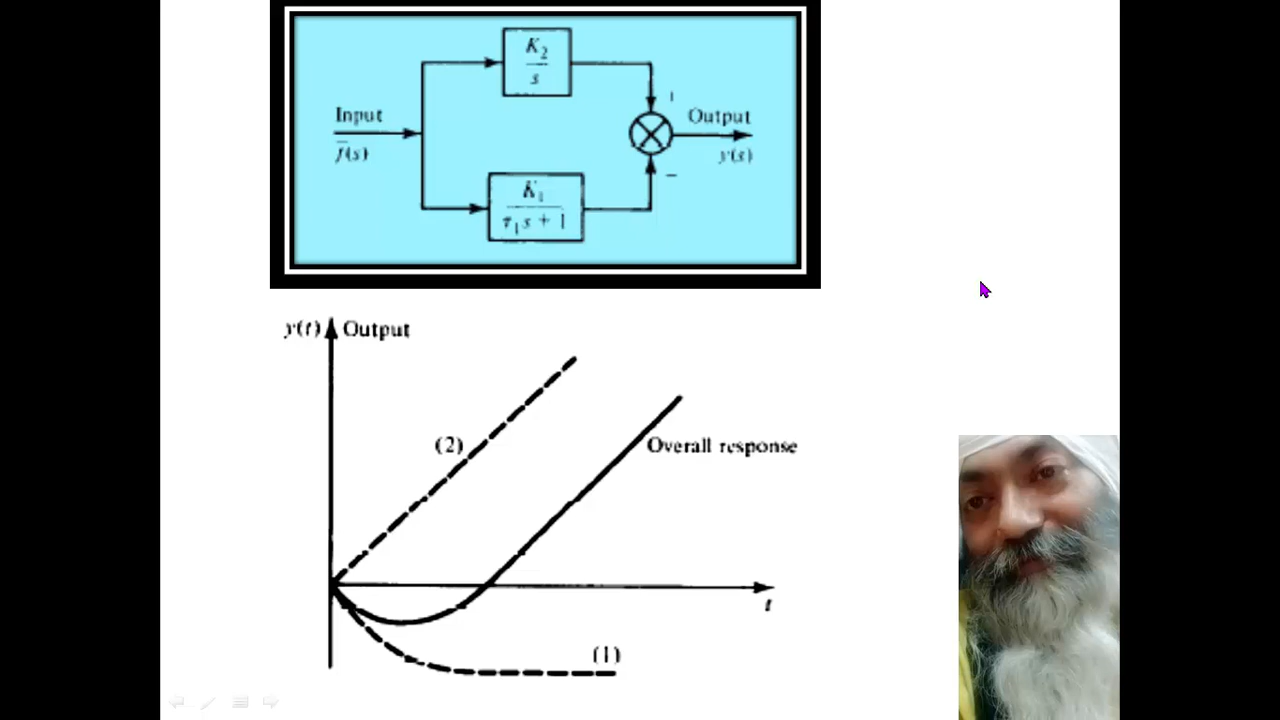 K₂
s
+
Input
f̄(s)
Output
y(s)
−
K₁
τ₁s + 1
y(t) Output
(2)
Overall response
t
(1)